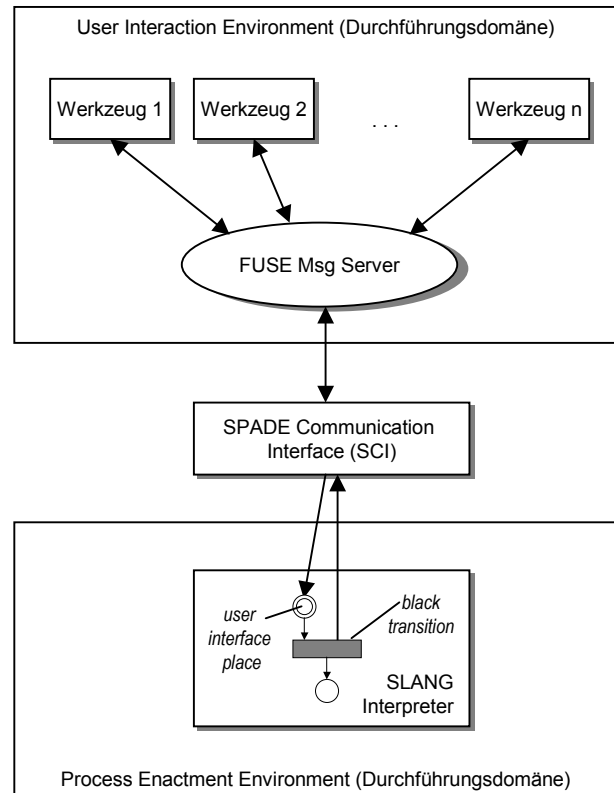 User Interaction Environment (Durchführungsdomäne)
Werkzeug 1
Werkzeug 2
. . .
Werkzeug n
FUSE Msg Server
SPADE Communication
Interface (SCI)
user
interface
place
black
transition
SLANG
Interpreter
Process Enactment Environment (Durchführungsdomäne)